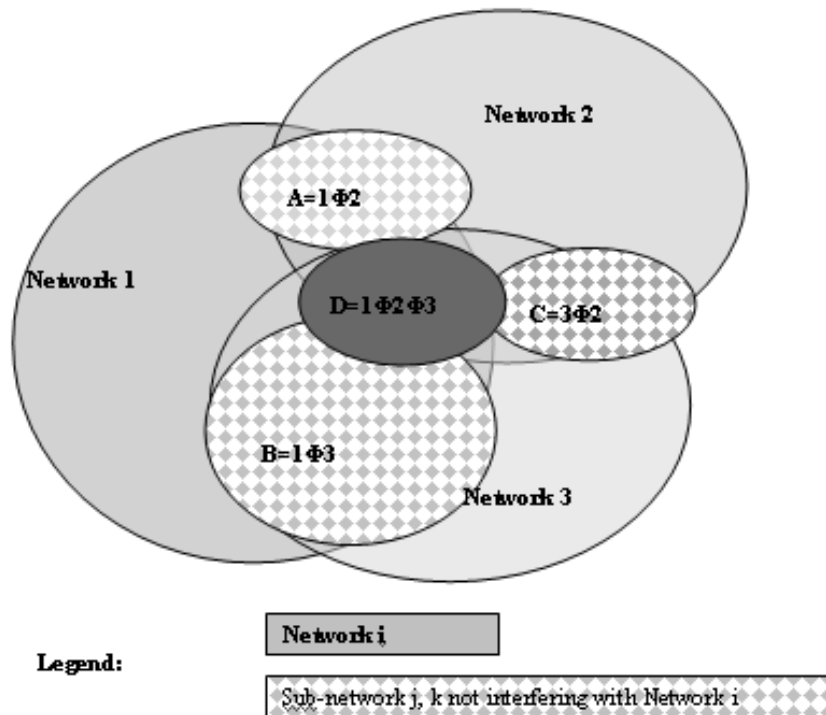 Network 2
A=1Φ2
Network 1
D=1Φ2Φ3
C=3Φ2
B=1Φ3
Network 3
Network i,
Legend:
Sub-network j, k not interfering with Network i